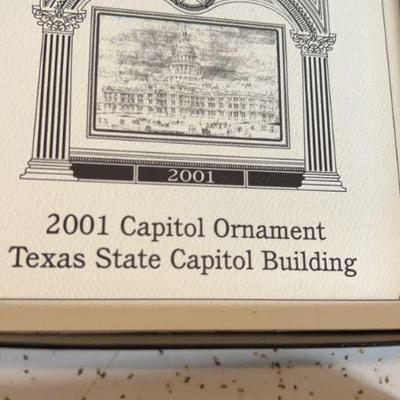 2001
2001 Capitol Ornament
Texas State Capitol Building